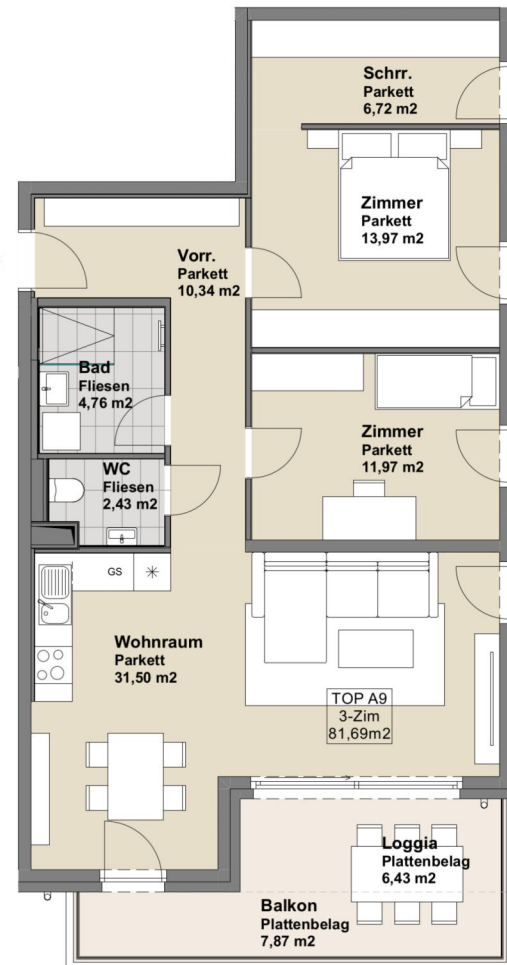 Schrr.
Parkett
6,72 m2
Zimmer
Parkett
13,97 m2
Vorr.
Parkett
10,34 m2
Bad
Fliesen
4,76 m2
Zimmer
Parkett
11,97 m2
WC
Fliesen
2,43 m2
GS
Wohnraum
Parkett
31,50 m2
TOP A9
3-Zim
81,69m2
Loggia
Plattenbelag
6,43 m2
Balkon
Plattenbelag
7,87 m2